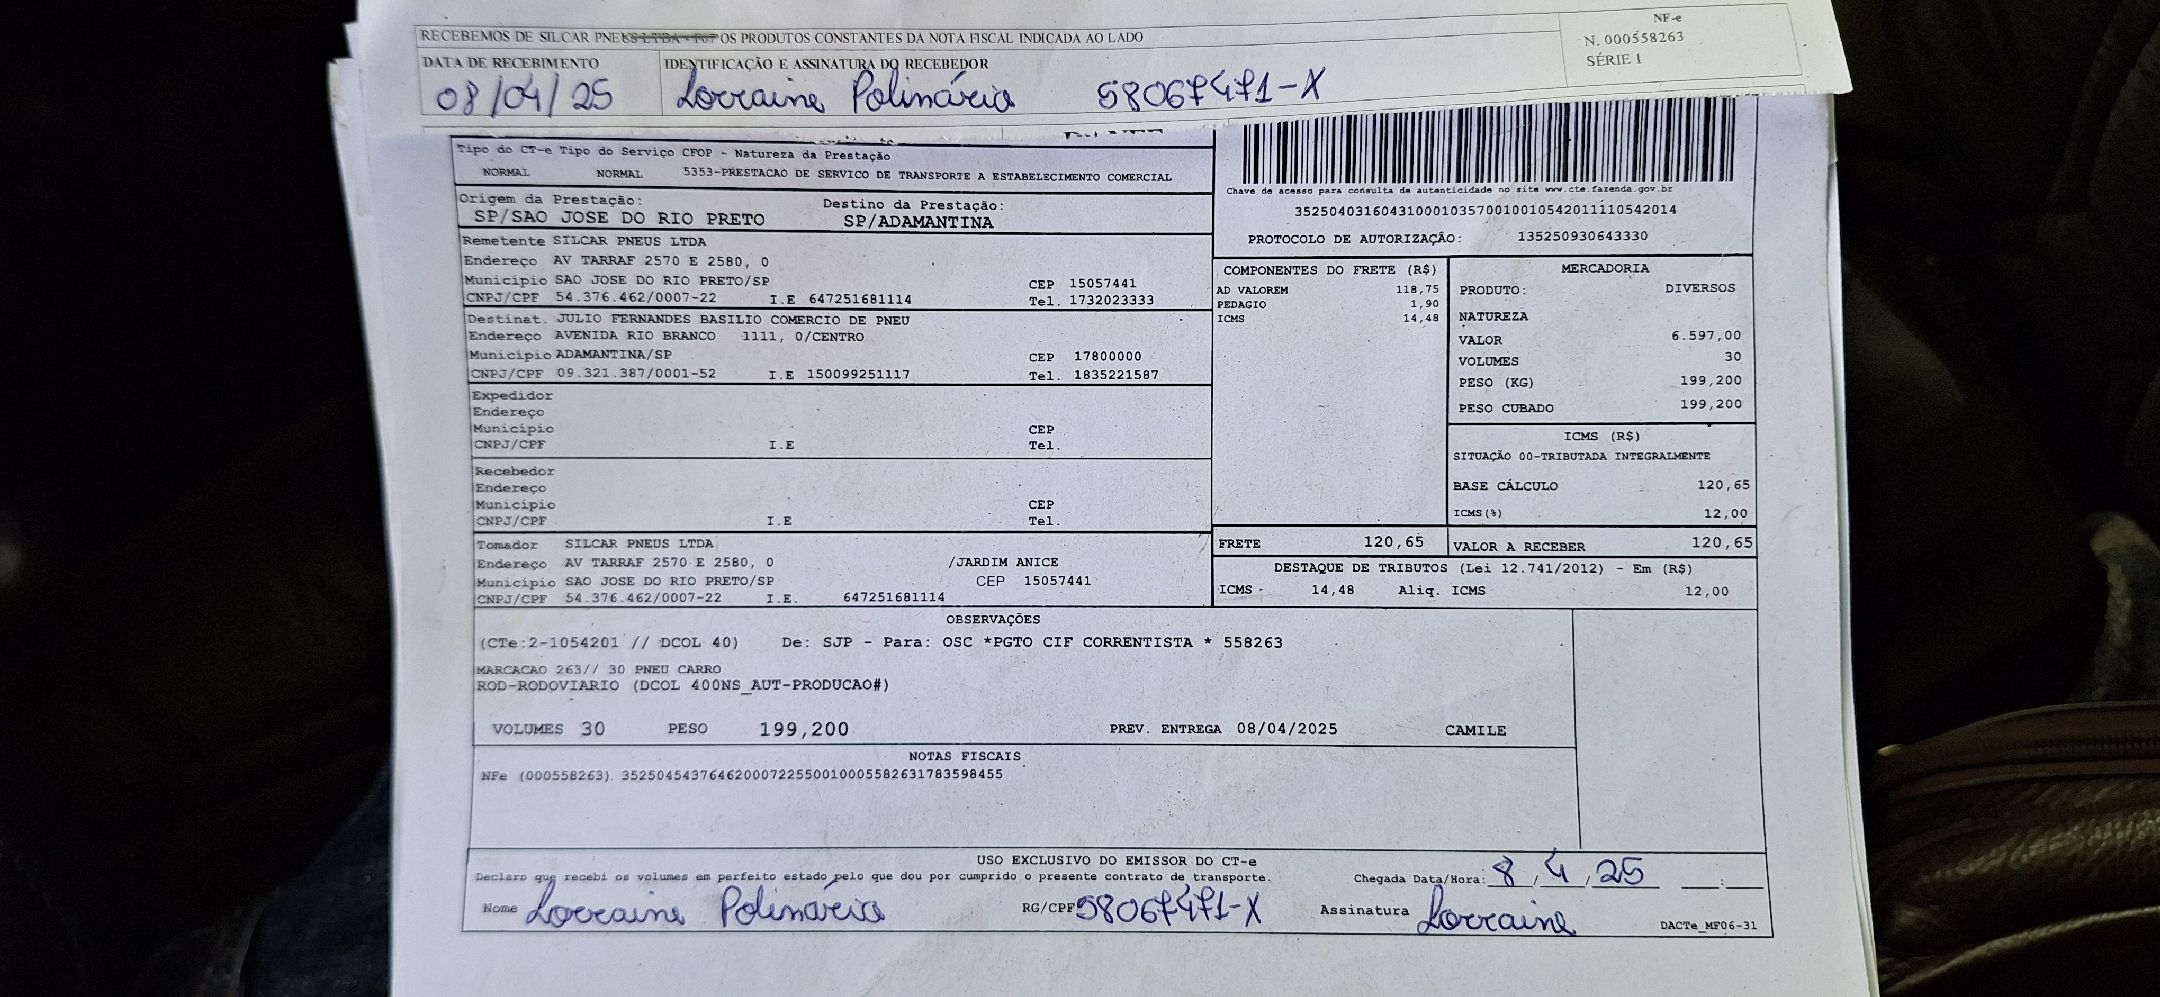 RECEBEMOS DE SILCAR PNEUS LTDA - OS PRODUTOS CONSTANTES DA NOTA FISCAL INDICADA AO LADO
NF-e
N. 000558263
SÉRIE 1
DATA DE RECEBIMENTO
08/04/25
IDENTIFICAÇÃO E ASSINATURA DO RECEBEDOR
Lorraine Polinária 58067471-X
Tipo do CT-e Tipo do Serviço CFOP - Natureza da Prestação
NORMAL NORMAL 5353-PRESTACAO DE SERVICO DE TRANSPORTE A ESTABELECIMENTO COMERCIAL
Origem da Prestação: Destino da Prestação:
SP/SAO JOSE DO RIO PRETO SP/ADAMANTINA
Chave de acesso para consulta de autenticidade no site www.cte.fazenda.gov.br
35250403160431000103570010010542011110542014
PROTOCOLO DE AUTORIZAÇÃO: 135250930643330
Remetente SILCAR PNEUS LTDA
Endereço AV TARRAF 2570 E 2580, 0
Município SAO JOSE DO RIO PRETO/SP CEP 15057441
CNPJ/CPF 54.376.462/0007-22 I.E 647251681114 Tel. 1732023333
Destinat. JULIO FERNANDES BASILIO COMERCIO DE PNEU
Endereço AVENIDA RIO BRANCO 1111, 0/CENTRO
Município ADAMANTINA/SP CEP 17800000
CNPJ/CPF 09.321.387/0001-52 I.E 150099251117 Tel. 1835221587
Expedidor
Endereço
Município CEP
CNPJ/CPF I.E Tel.
Recebedor
Endereço
Município CEP
CNPJ/CPF I.E Tel.
Tomador SILCAR PNEUS LTDA
Endereço AV TARRAF 2570 E 2580, 0 /JARDIM ANICE
Município SAO JOSE DO RIO PRETO/SP CEP 15057441
CNPJ/CPF 54.376.462/0007-22 I.E. 647251681114
COMPONENTES DO FRETE (R$)
AD VALOREM 118,75
PEDAGIO 1,90
ICMS 14,48
MERCADORIA
PRODUTO: DIVERSOS
NATUREZA
VALOR 6.597,00
VOLUMES 30
PESO (KG) 199,200
PESO CUBADO 199,200
ICMS (R$)
SITUAÇÃO 00-TRIBUTADA INTEGRALMENTE
BASE CÁLCULO 120,65
ICMS(%) 12,00
FRETE 120,65 VALOR A RECEBER 120,65
DESTAQUE DE TRIBUTOS (Lei 12.741/2012) - Em (R$)
ICMS - 14,48 Aliq. ICMS 12,00
OBSERVAÇÕES
(CTe:2-1054201 // DCOL 40) De: SJP - Para: OSC *PGTO CIF CORRENTISTA * 558263
MARCACAO 263// 30 PNEU CARRO
ROD-RODOVIARIO (DCOL 400NS_AUT-PRODUCAO#)
VOLUMES 30 PESO 199,200 PREV. ENTREGA 08/04/2025 CAMILE
NOTAS FISCAIS
NFe (000558263). 35250454376462000722550010005582631783598455
USO EXCLUSIVO DO EMISSOR DO CT-e
Declaro que recebi os volumes em perfeito estado pelo que dou por cumprido o presente contrato de transporte. Chegada Data/Hora: 8/4/25 __:__
Nome Lorraine Polinária RG/CPF 58067471-X Assinatura Lorraine
DACTe_MF06-31